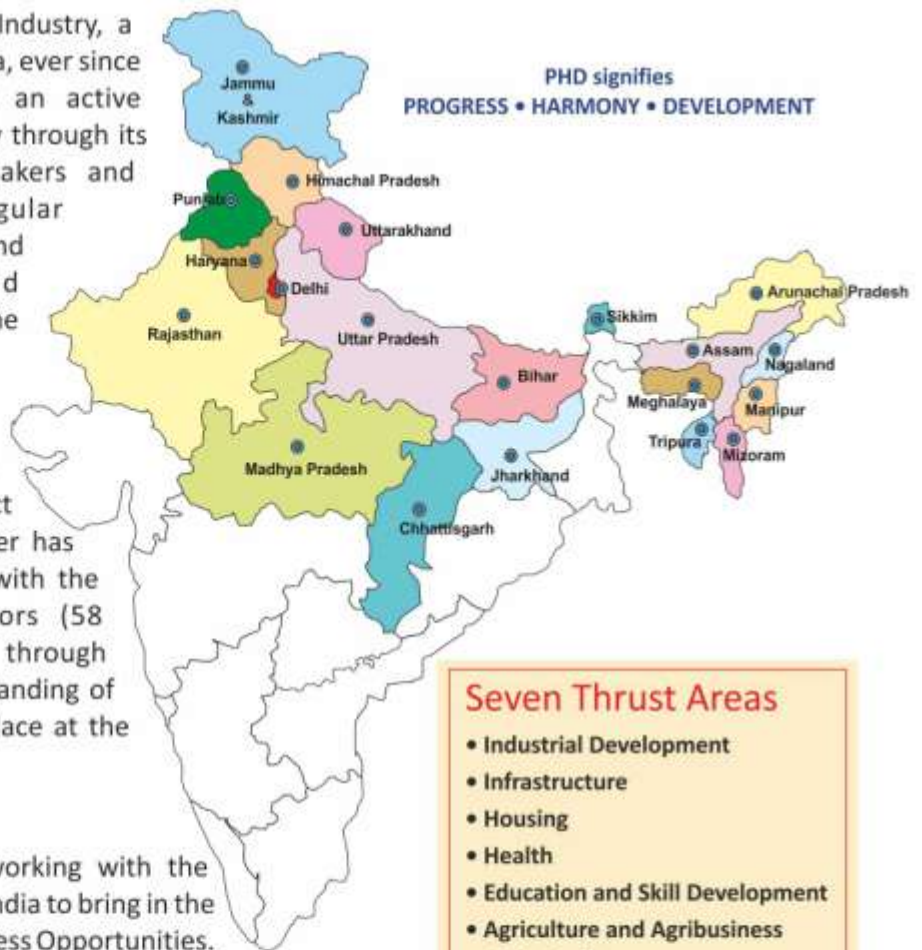 Industry, a
a, ever since
an active
y through its
akers and
gular
nd
d
ne
ct
er has
with the
ors (58
through
anding of
ace at the
working with the
ndia to bring in the
ess Opportunities.
PHD signifies
PROGRESS • HARMONY • DEVELOPMENT
Jammu
&
Kashmir
Himachal Pradesh
Punjab
Uttarakhand
Haryana
Delhi
Rajasthan
Uttar Pradesh
Sikkim
Arunachal Pradesh
Assam
Nagaland
Bihar
Meghalaya
Manipur
Tripura
Mizoram
Madhya Pradesh
Jharkhand
Chhattisgarh
Seven Thrust Areas
• Industrial Development
• Infrastructure
• Housing
• Health
• Education and Skill Development
• Agriculture and Agribusiness